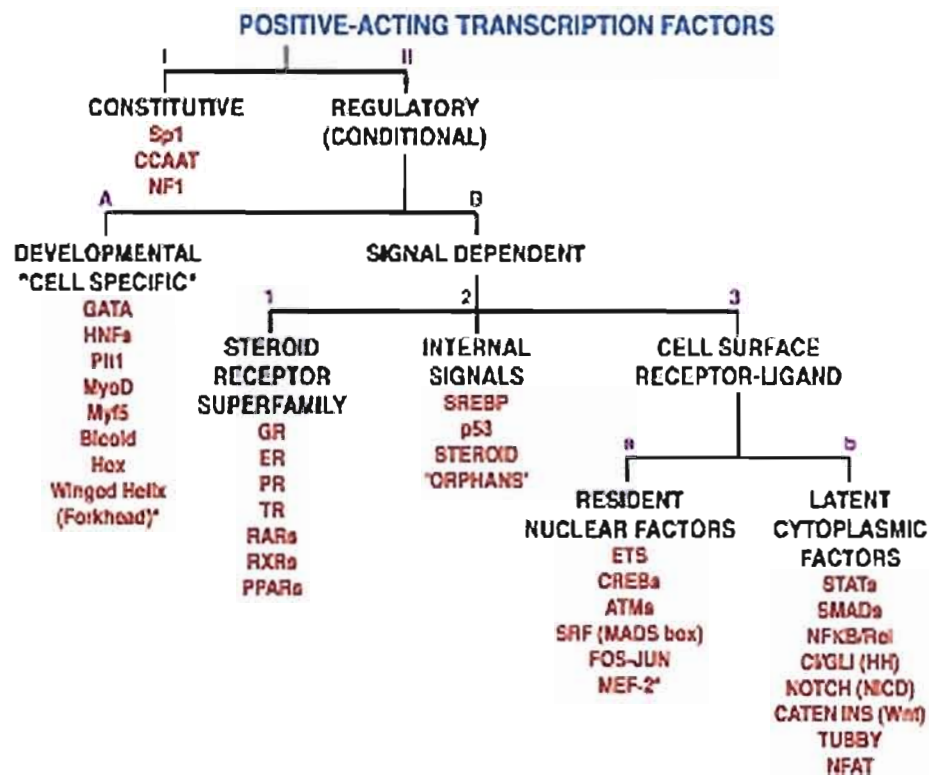 POSITIVE-ACTING TRANSCRIPTION FACTORS
I II
CONSTITUTIVE
Sp1
CCAAT
NF1
REGULATORY
(CONDITIONAL)
A B
DEVELOPMENTAL
"CELL SPECIFIC"
GATA
HNFs
Pit1
MyoD
Myf5
Bicoid
Hox
Winged Helix
(Forkhead)*
SIGNAL DEPENDENT
1 2 3
STEROID
RECEPTOR
SUPERFAMILY
GR
ER
PR
TR
RARs
RXRs
PPARs
INTERNAL
SIGNALS
SREBP
p53
STEROID
"ORPHANS"
CELL SURFACE
RECEPTOR-LIGAND
a b
RESIDENT
NUCLEAR FACTORS
ETS
CREBs
ATMs
SRF (MADS box)
FOS-JUN
MEF-2*
LATENT
CYTOPLASMIC
FACTORS
STATs
SMADs
NFKB/Rel
CI/GLI (HH)
NOTCH (NICD)
CATENINS (Wnt)
TUBBY
NFAT